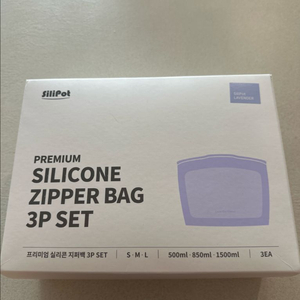 SiliPot
PREMIUM
SILICONE
ZIPPER BAG
3P SET
프리미엄 실리콘 지퍼백 3P SET
S · M · L
500ml · 850ml · 1500ml
3EA